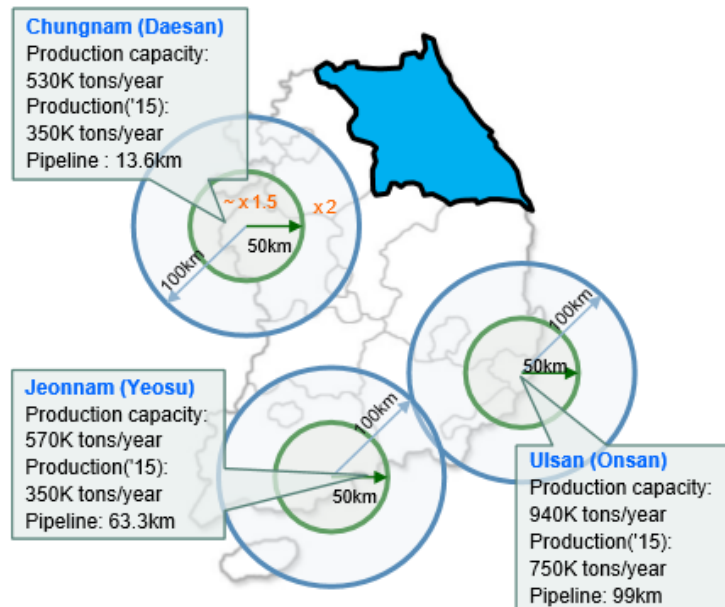 Chungnam (Daesan)
Production capacity:
530K tons/year
Production('15):
350K tons/year
Pipeline : 13.6km
~ x 1.5
x 2
50km
100km
100km
50km
Jeonnam (Yeosu)
Production capacity:
570K tons/year
Production('15):
350K tons/year
Pipeline: 63.3km
100km
50km
Ulsan (Onsan)
Production capacity:
940K tons/year
Production('15):
750K tons/year
Pipeline: 99km